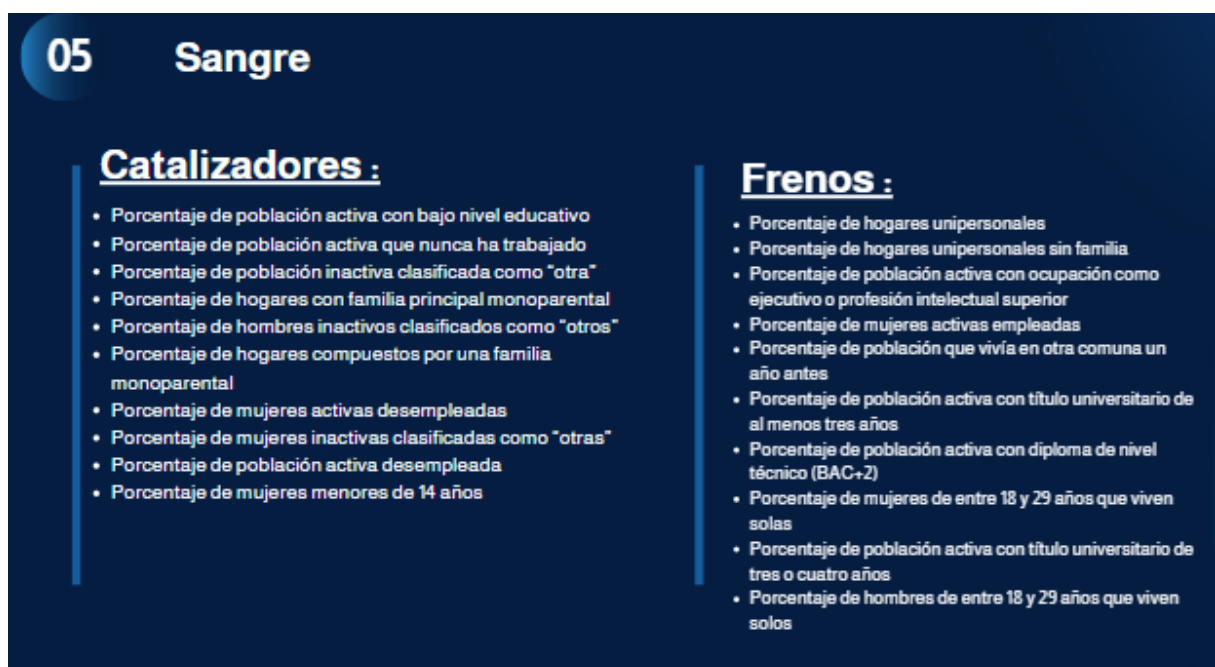 05 Sangre
Catalizadores :
• Porcentaje de población activa con bajo nivel educativo
• Porcentaje de población activa que nunca ha trabajado
• Porcentaje de población inactiva clasificada como “otra”
• Porcentaje de hogares con familia principal monoparental
• Porcentaje de hombres inactivos clasificados como “otros”
• Porcentaje de hogares compuestos por una familia
monoparental
• Porcentaje de mujeres activas desempleadas
• Porcentaje de mujeres inactivas clasificadas como “otras”
• Porcentaje de población activa desempleada
• Porcentaje de mujeres menores de 14 años
Frenos :
• Porcentaje de hogares unipersonales
• Porcentaje de hogares unipersonales sin familia
• Porcentaje de población activa con ocupación como
ejecutivo o profesión intelectual superior
• Porcentaje de mujeres activas empleadas
• Porcentaje de población que vivía en otra comuna un
año antes
• Porcentaje de población activa con título universitario de
al menos tres años
• Porcentaje de población activa con diploma de nivel
técnico (BAC+2)
• Porcentaje de mujeres de entre 18 y 29 años que viven
solas
• Porcentaje de población activa con título universitario de
tres o cuatro años
• Porcentaje de hombres de entre 18 y 29 años que viven
solos